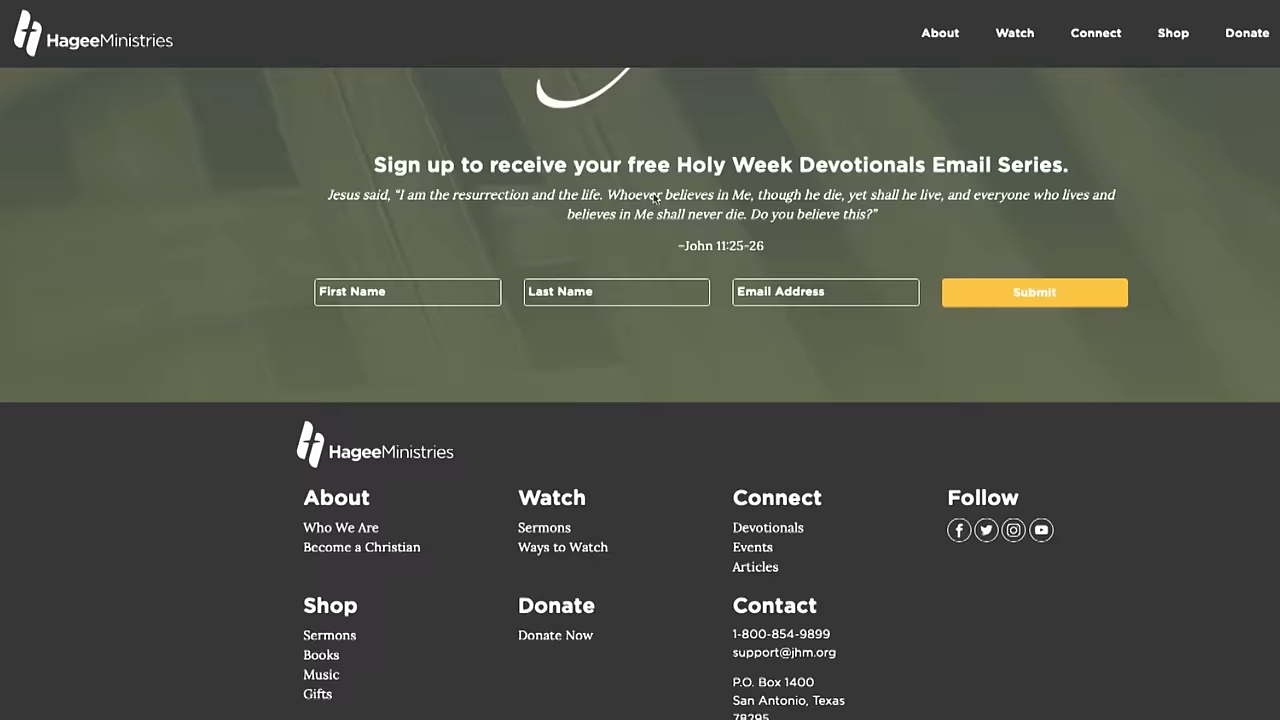 HageeMinistries
About
Watch
Connect
Shop
Donate
Sign up to receive your free Holy Week Devotionals Email Series.
Jesus said, “I am the resurrection and the life. Whoever believes in Me, though he die, yet shall he live, and everyone who lives and
believes in Me shall never die. Do you believe this?”
–John 11:25-26
First Name
Last Name
Email Address
Submit
HageeMinistries
About
Who We Are
Become a Christian
Watch
Sermons
Ways to Watch
Connect
Devotionals
Events
Articles
Follow
Shop
Sermons
Books
Music
Gifts
Donate
Donate Now
Contact
1-800-854-9899
support@jhm.org
P.O. Box 1400
San Antonio, Texas
78295